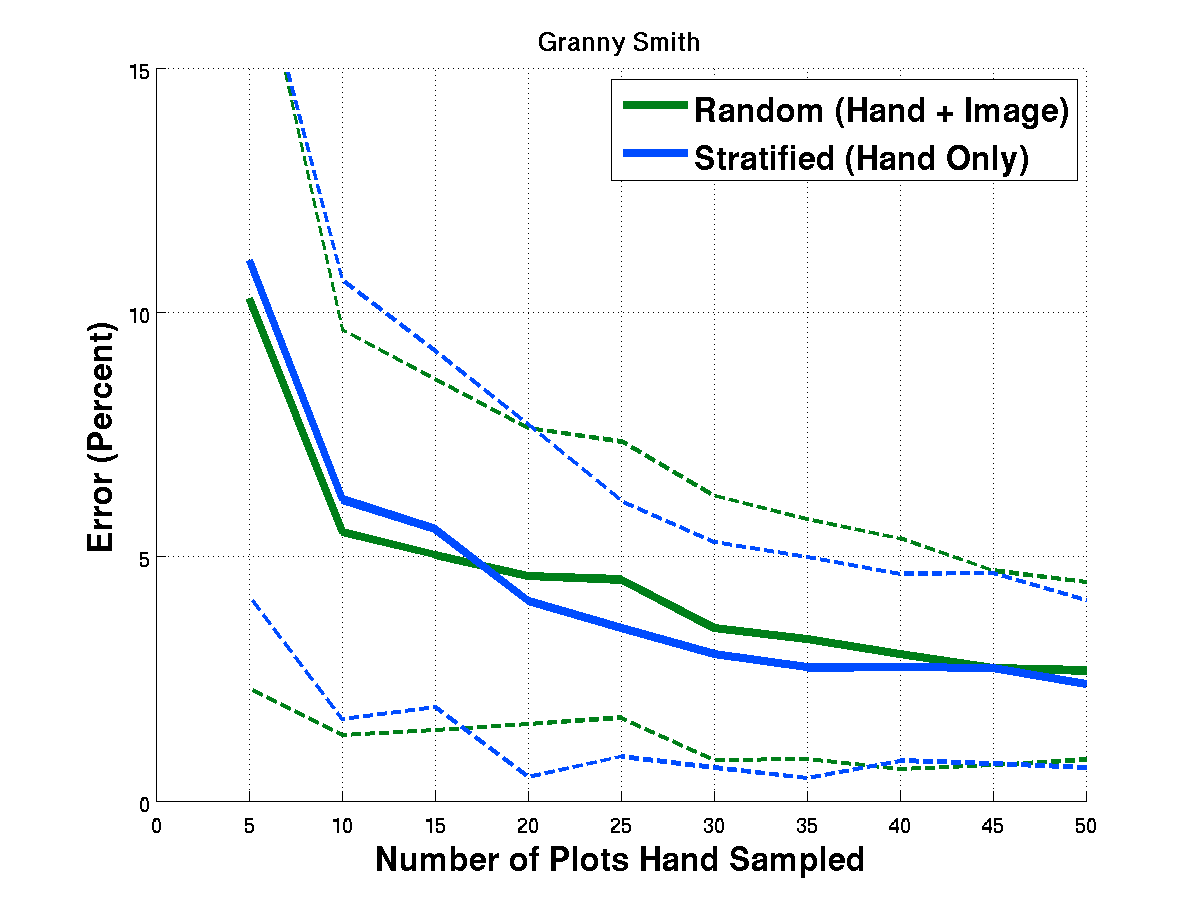 Granny Smith
Random (Hand + Image)
Stratified (Hand Only)
Error (Percent)
15
10
5
0
0 5 10 15 20 25 30 35 40 45 50
Number of Plots Hand Sampled